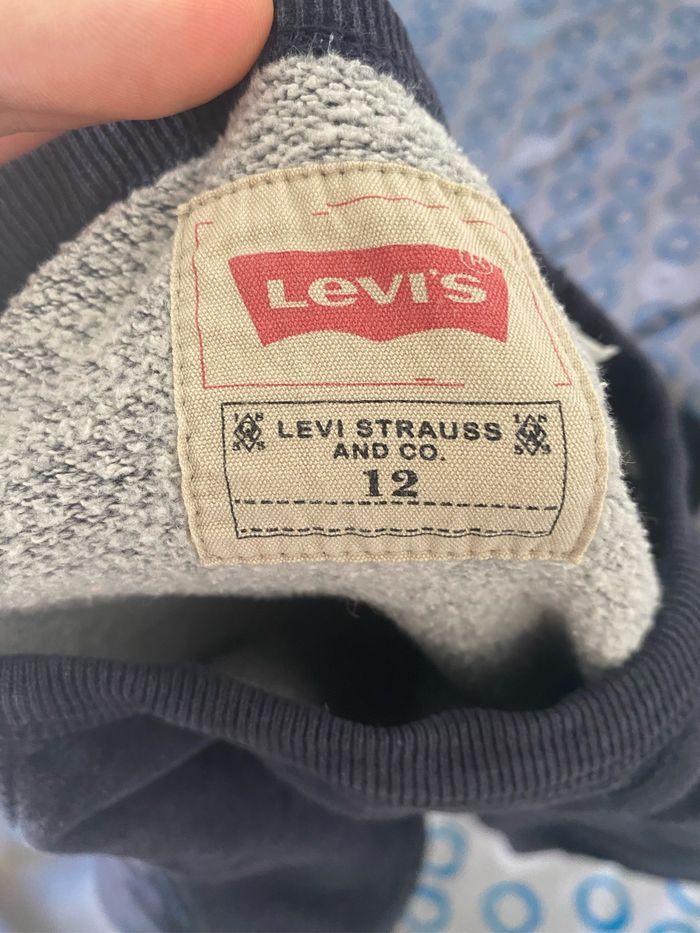 Levi's®
LEVI STRAUSS
AND CO.
12